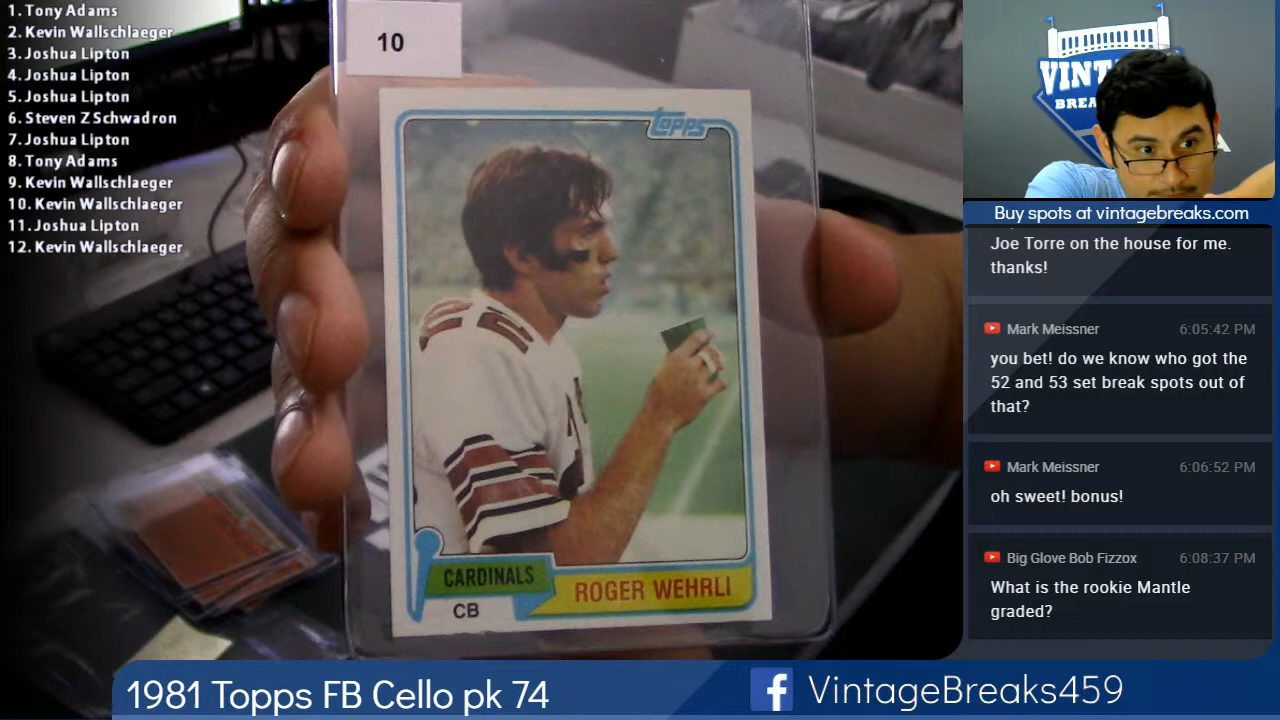 1. Tony Adams
2. Kevin Wallschlaeger
3. Joshua Lipton
4. Joshua Lipton
5. Joshua Lipton
6. Steven Z Schwadron
7. Joshua Lipton
8. Tony Adams
9. Kevin Wallschlaeger
10. Kevin Wallschlaeger
11. Joshua Lipton
12. Kevin Wallschlaeger
10
topps
22
CARDINALS
CB
ROGER WEHRLI
VINT
BREA
A
Buy spots at vintagebreaks.com
Joe Torre on the house for me.
thanks!
Mark Meissner 6:05:42 PM
you bet! do we know who got the
52 and 53 set break spots out of
that?
Mark Meissner 6:06:52 PM
oh sweet! bonus!
Big Glove Bob Fizzox 6:08:37 PM
What is the rookie Mantle
graded?
1981 Topps FB Cello pk 74
f VintageBreaks459